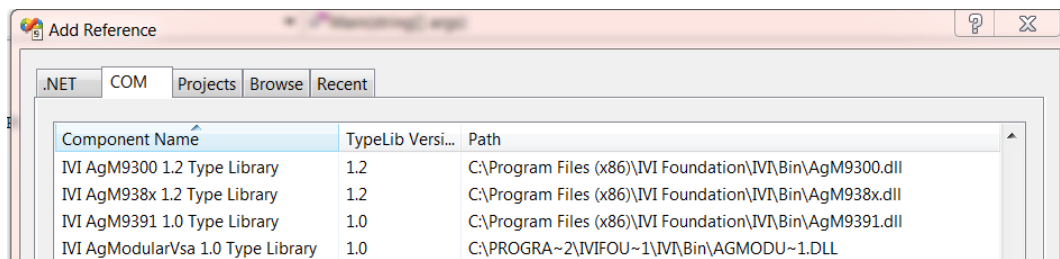 Add Reference
.NET COM Projects Browse Recent
Component Name TypeLib Versi... Path
IVI AgM9300 1.2 Type Library 1.2 C:\Program Files (x86)\IVI Foundation\IVI\Bin\AgM9300.dll
IVI AgM938x 1.2 Type Library 1.2 C:\Program Files (x86)\IVI Foundation\IVI\Bin\AgM938x.dll
IVI AgM9391 1.0 Type Library 1.0 C:\Program Files (x86)\IVI Foundation\IVI\Bin\AgM9391.dll
IVI AgModularVsa 1.0 Type Library 1.0 C:\PROGRA~2\IVIFOU~1\IVI\Bin\AGMODU~1.DLL